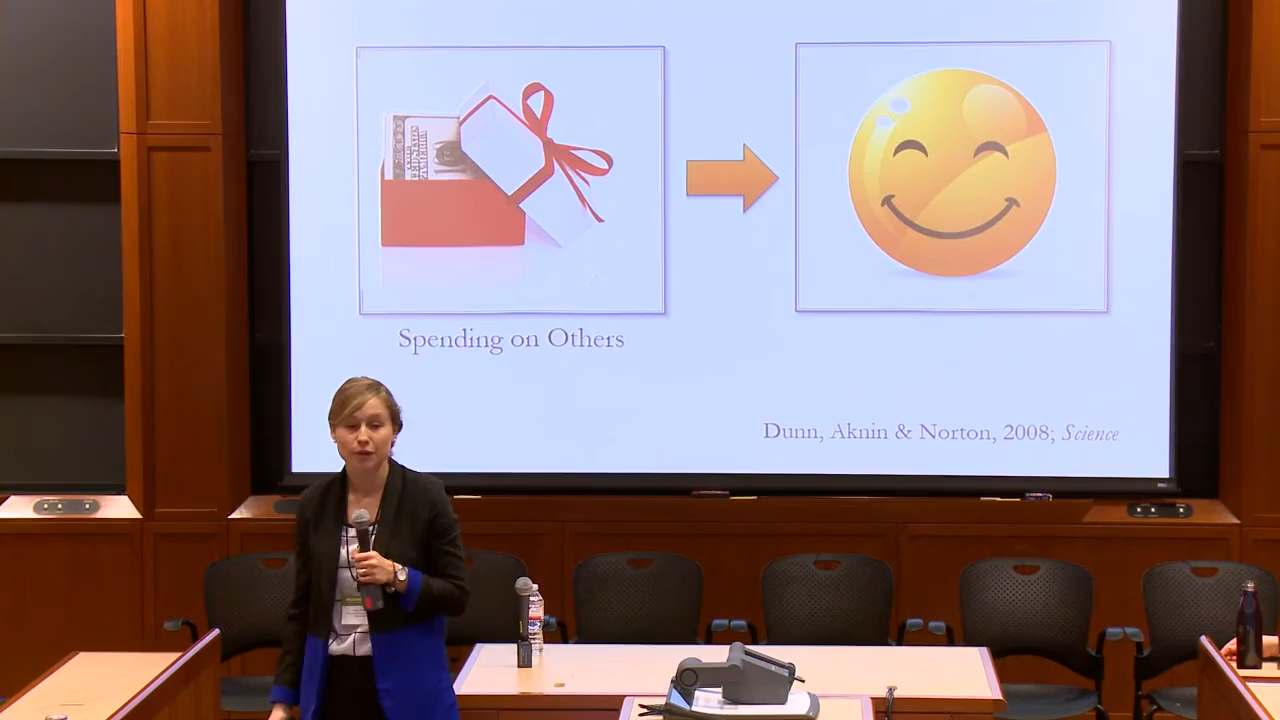 Spending on Others
Dunn, Aknin & Norton, 2008; Science